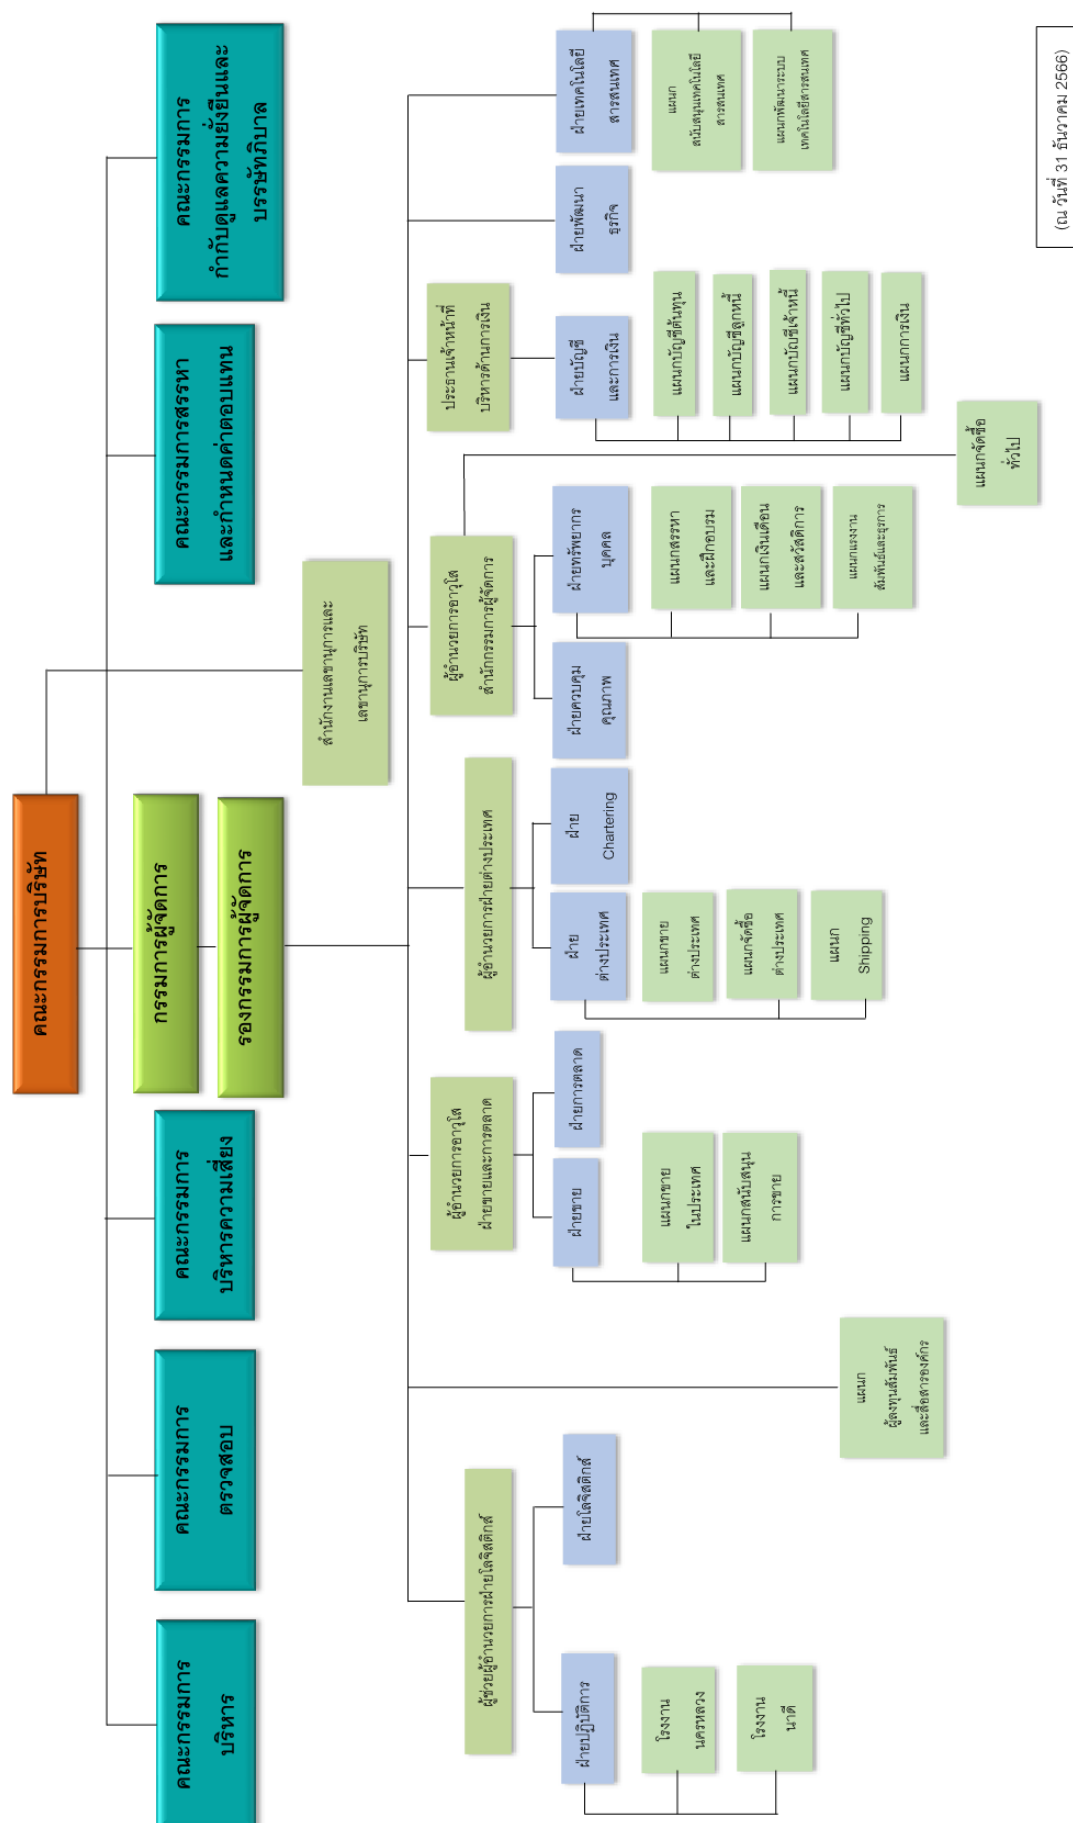 คณะกรรมการบริษัท
คณะกรรมการ
บริหาร
คณะกรรมการ
ตรวจสอบ
คณะกรรมการ
บริหารความเสี่ยง
กรรมการผู้จัดการ
รองกรรมการผู้จัดการ
คณะกรรมการสรรหา
และกำหนดค่าตอบแทน
คณะกรรมการ
กำกับดูแลความยั่งยืนและ
บรรษัทภิบาล
สำนักงานเลขานุการและ
เลขานุการบริษัท
ผู้ช่วยผู้อำนวยการฝ่ายโลจิสติกส์
ผู้อำนวยการอาวุโส
ฝ่ายขายและการตลาด
ผู้อำนวยการฝ่ายต่างประเทศ
ผู้อำนวยการอาวุโส
สำนักกรรมการผู้จัดการ
ประธานเจ้าหน้าที่
บริหารด้านการเงิน
ฝ่ายปฏิบัติการ
ฝ่ายโลจิสติกส์
ฝ่ายขาย
ฝ่ายการตลาด
ฝ่าย
ต่างประเทศ
ฝ่าย
Chartering
ฝ่ายควบคุม
คุณภาพ
ฝ่ายทรัพยากร
บุคคล
ฝ่ายบัญชี
และการเงิน
ฝ่ายพัฒนา
ธุรกิจ
ฝ่ายเทคโนโลยี
สารสนเทศ
โรงงาน
นครหลวง
โรงงาน
นาดี
แผนก
ผู้ลงทุนสัมพันธ์
และสื่อสารองค์กร
แผนกขาย
ในประเทศ
แผนกสนับสนุน
การขาย
แผนกขาย
ต่างประเทศ
แผนกจัดซื้อ
ต่างประเทศ
แผนก
Shipping
แผนกสรรหา
และฝึกอบรม
แผนกเงินเดือน
และสวัสดิการ
แผนกแรงงาน
สัมพันธ์และธุรการ
แผนกจัดซื้อ
ทั่วไป
แผนกบัญชีต้นทุน
แผนกบัญชีลูกหนี้
แผนกบัญชีเจ้าหนี้
แผนกบัญชีทั่วไป
แผนกการเงิน
แผนก
สนับสนุนเทคโนโลยี
สารสนเทศ
แผนกพัฒนาระบบ
เทคโนโลยีสารสนเทศ
(ณ วันที่ 31 ธันวาคม 2566)